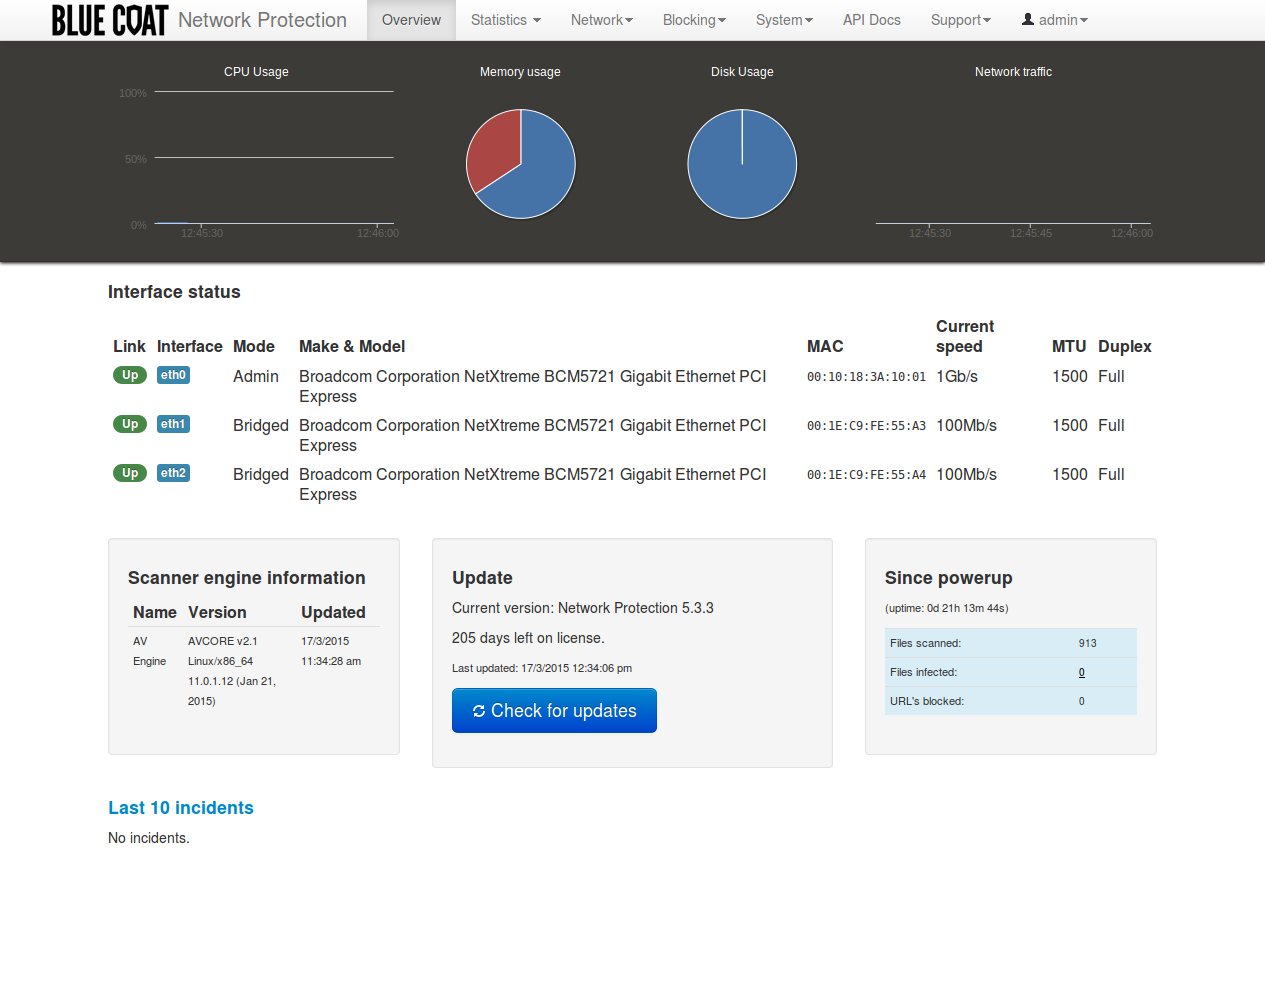 BLUE COAT Network Protection Overview Statistics Network Blocking System API Docs Support admin
CPU Usage Memory usage Disk Usage Network traffic
100%
50%
0%
12:45:30 12:46:00 12:45:30 12:45:45 12:46:00
Interface status
Link Interface Mode Make & Model MAC Current speed MTU Duplex
Up eth0 Admin Broadcom Corporation NetXtreme BCM5721 Gigabit Ethernet PCI 00:10:18:3A:10:01 1Gb/s 1500 Full
Express
Up eth1 Bridged Broadcom Corporation NetXtreme BCM5721 Gigabit Ethernet PCI 00:1E:C9:FE:55:A3 100Mb/s 1500 Full
Express
Up eth2 Bridged Broadcom Corporation NetXtreme BCM5721 Gigabit Ethernet PCI 00:1E:C9:FE:55:A4 100Mb/s 1500 Full
Express
Scanner engine information
Name Version Updated
AV AVCORE v2.1 17/3/2015
Engine Linux/x86_64 11:34:28 am
11.0.1.12 (Jan 21,
2015)
Update
Current version: Network Protection 5.3.3
205 days left on license.
Last updated: 17/3/2015 12:34:06 pm
Check for updates
Since powerup
(uptime: 0d 21h 13m 44s)
Files scanned: 913
Files infected: 0
URL's blocked: 0
Last 10 incidents
No incidents.